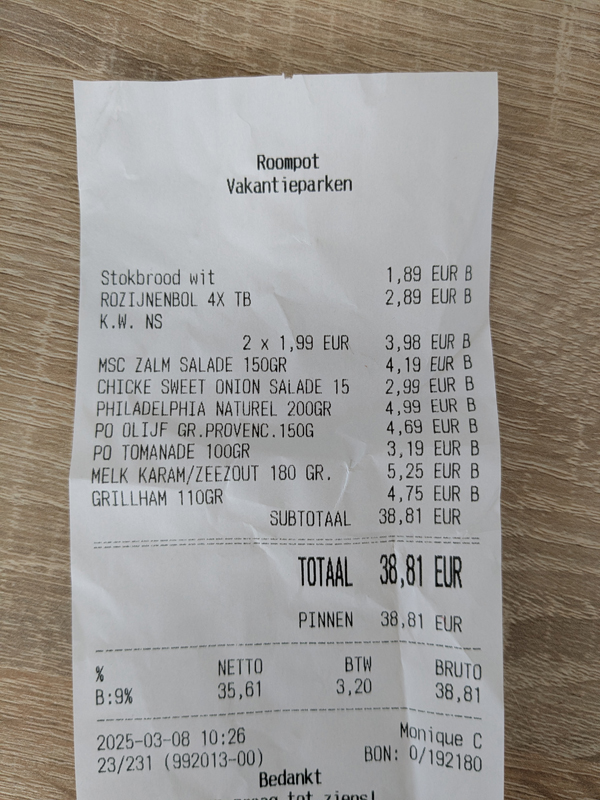 Roompot
Vakantieparken
Stokbrood wit 1,89 EUR B
ROZIJNENBOL 4X TB 2,89 EUR B
K.W. NS
2 x 1,99 EUR 3,98 EUR B
MSC ZALM SALADE 150GR 4,19 EUR B
CHICKE SWEET ONION SALADE 15 2,99 EUR B
PHILADELPHIA NATUREL 200GR 4,99 EUR B
PO OLIJF GR.PROVENC.150G 4,69 EUR B
PO TOMANADE 100GR 3,19 EUR B
MELK KARAM/ZEEZOUT 180 GR. 5,25 EUR B
GRILLHAM 110GR 4,75 EUR B
SUBTOTAAL 38,81 EUR
TOTAAL 38,81 EUR
PINNEN 38,81 EUR
% NETTO BTW BRUTO
B:9% 35,61 3,20 38,81
2025-03-08 10:26 Monique C
23/231 (992013-00) BON: 0/192180
Bedankt
tot ziens!